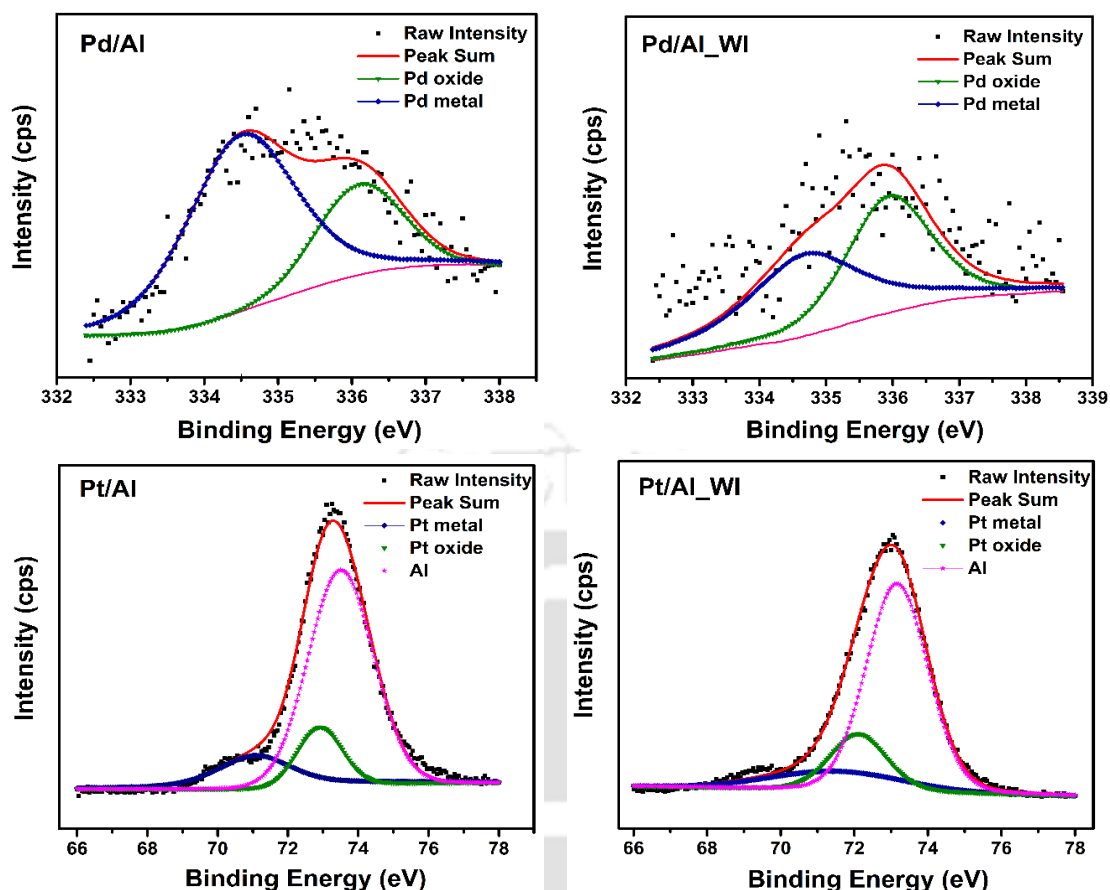 Pd/Al
Raw Intensity
Peak Sum
Pd oxide
Pd metal
Intensity (cps)
332 333 334 335 336 337 338
Binding Energy (eV)
Pd/Al_WI
Raw Intensity
Peak Sum
Pd oxide
Pd metal
Intensity (cps)
332 333 334 335 336 337 338 339
Binding Energy (eV)
Pt/Al
Raw Intensity
Peak Sum
Pt metal
Pt oxide
Al
Intensity (cps)
66 68 70 72 74 76 78
Binding Energy (eV)
Pt/Al_WI
Raw Intensity
Peak Sum
Pt metal
Pt oxide
Al
Intensity (cps)
66 68 70 72 74 76 78
Binding Energy (eV)